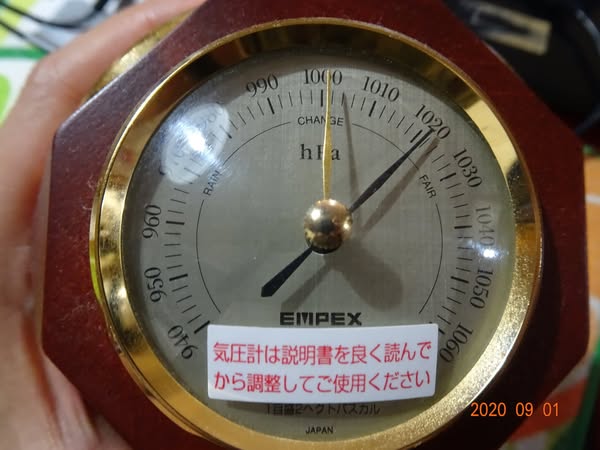 990 1000 1010
1020
1030
1040
1050
1060
960
950
940
RAIN
CHANGE
FAIR
hPa
EMPEX
気圧計は説明書を良く読んで
から調整してご使用ください
1目盛2ヘクトパスカル
JAPAN
2020 09 01